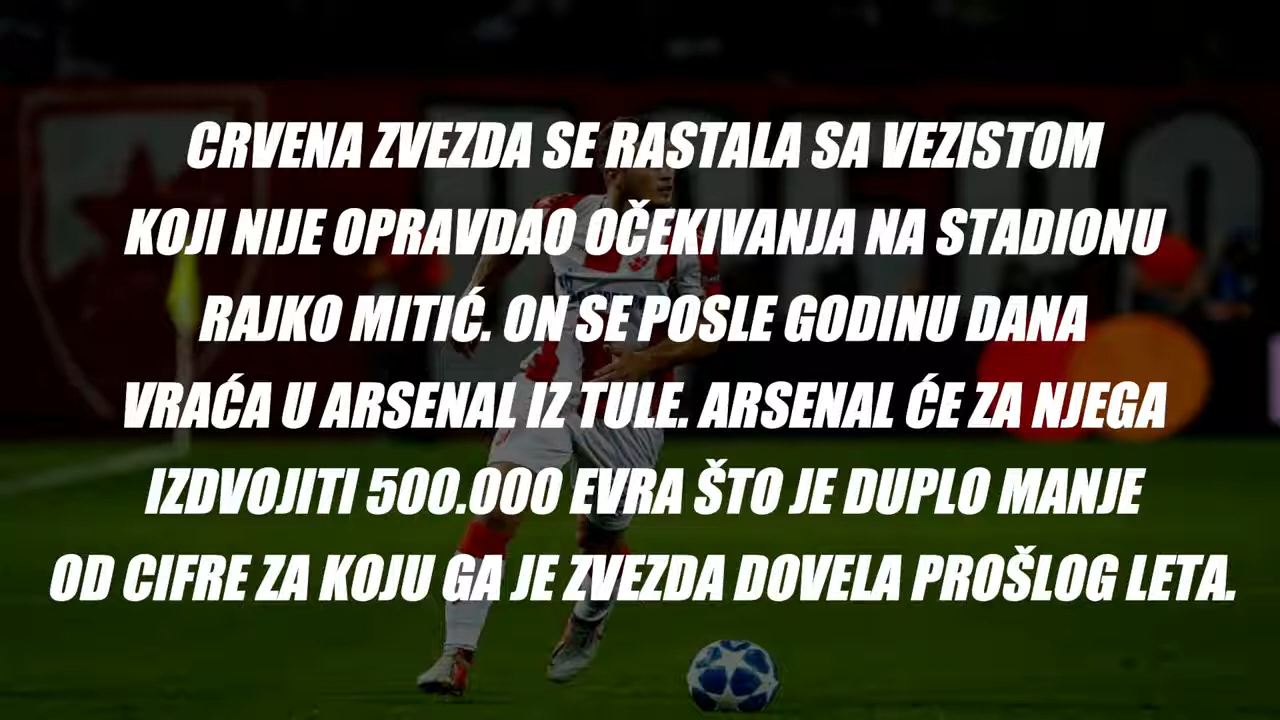 CRVENA ZVEZDA SE RASTALA SA VEZISTOM
KOJI NIJE OPRAVDAO OČEKIVANJA NA STADIONU
RAJKO MITIĆ. ON SE POSLE GODINU DANA
VRAĆA U ARSENAL IZ TULE. ARSENAL ĆE ZA NJEGA
IZDVOJITI 500.000 EVRA ŠTO JE DUPLO MANJE
OD CIFRE ZA KOJU GA JE ZVEZDA DOVELA PROŠLOG LETA.